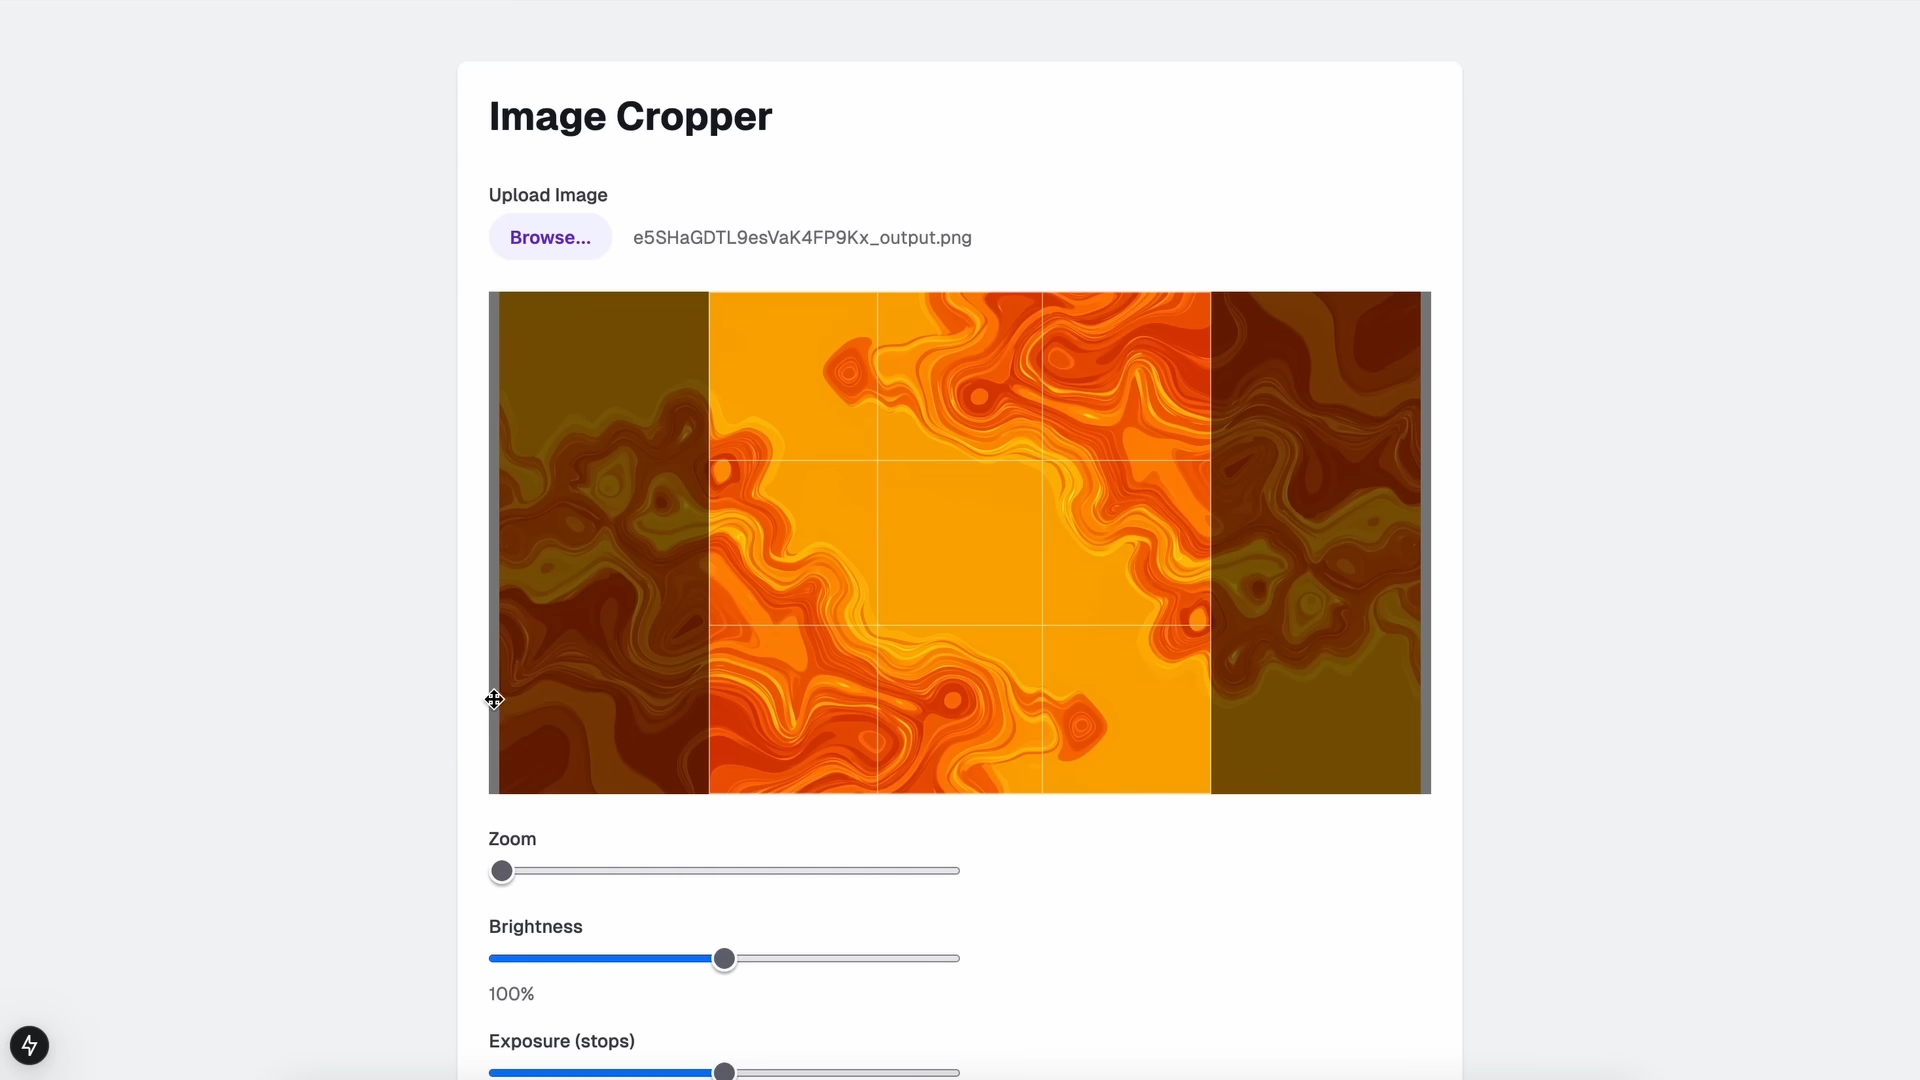 Image Cropper
Upload Image
Browse... e5SHaGDTL9esVaK4FP9Kx_output.png
Zoom
Brightness
100%
Exposure (stops)